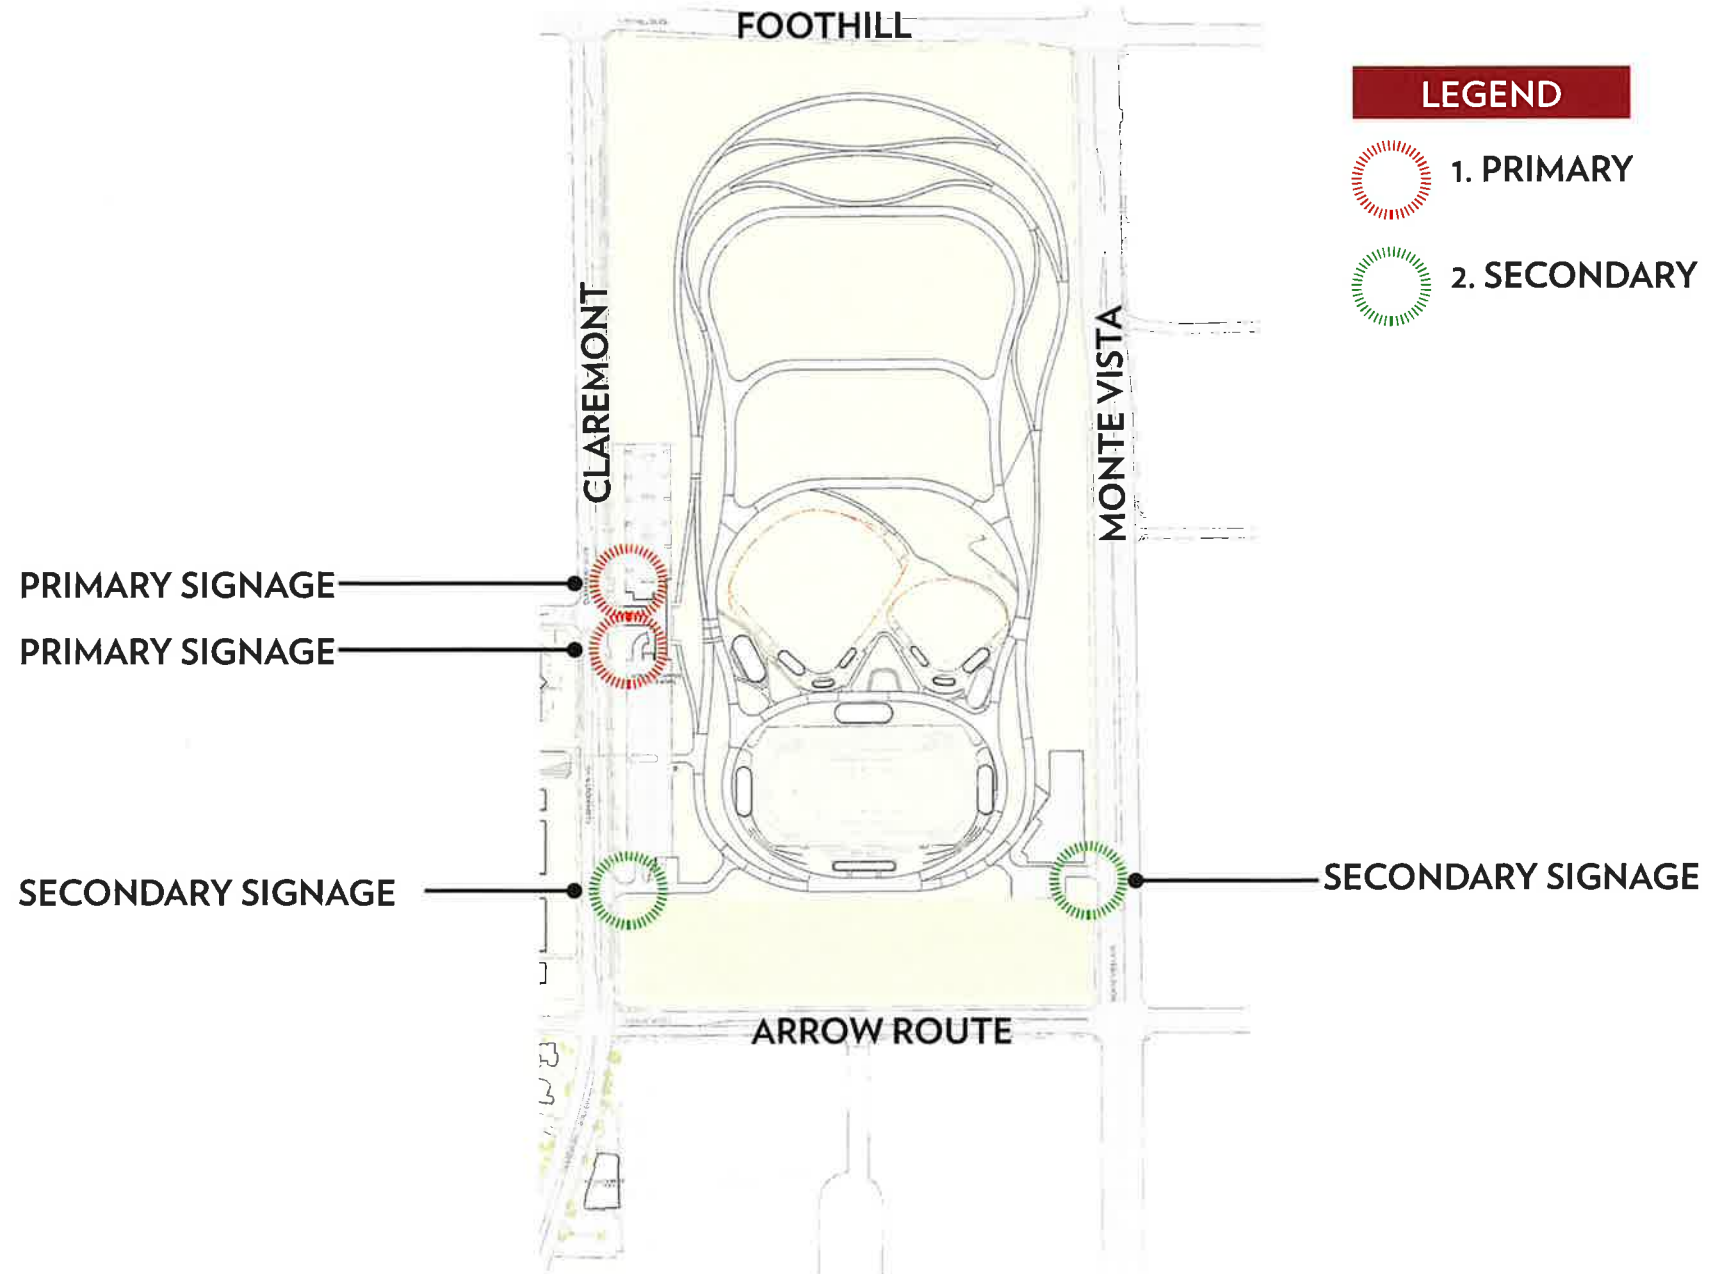 FOOTHILL
LEGEND
1. PRIMARY
2. SECONDARY
CLAREMONT
MONTE VISTA
PRIMARY SIGNAGE
PRIMARY SIGNAGE
SECONDARY SIGNAGE
SECONDARY SIGNAGE
ARROW ROUTE